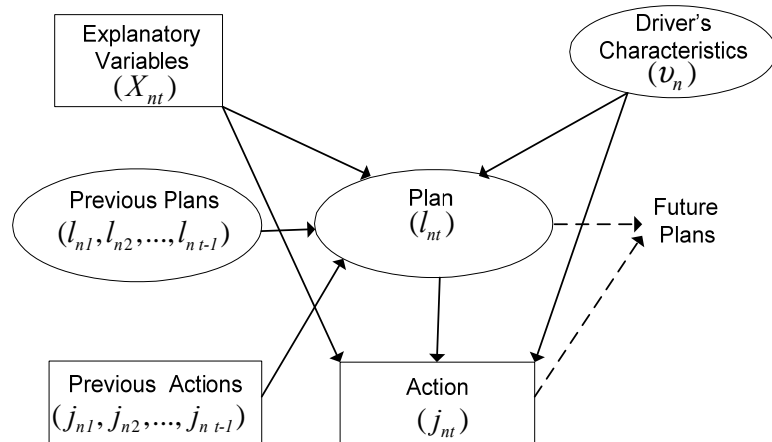 Explanatory
Variables
(X_nt)
Driver's
Characteristics
(υ_n)
Previous Plans
(l_n1, l_n2, ..., l_n t-1)
Plan
(l_nt)
Future
Plans
Previous Actions
(j_n1, j_n2, ..., j_n t-1)
Action
(j_nt)